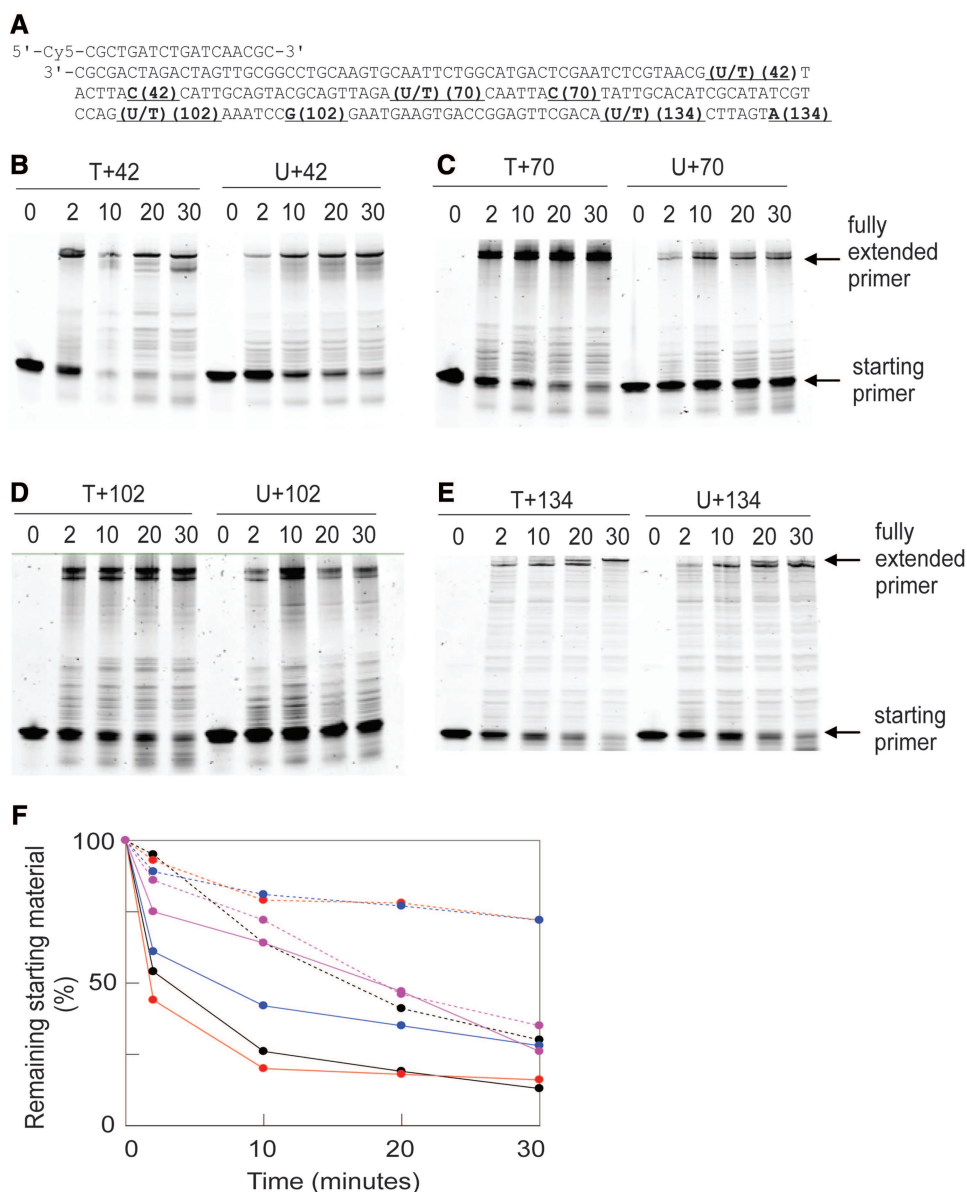 A
5'-Cy5-CGCTGATCTGATCAACGC-3'
3'-CGCGACTAGACTAGTTGCGGCCTGCAAGTGCAATTCTGGCATGACTCGAATCTCGTAACG(U/T)(42)T
ACTTAC(42)CATTGCAGTACGCAGTTAGA(U/T)(70)CAATTAC(70)TATTGCACATCGCATATCGT
CCAG(U/T)(102)AAATCCG(102)GAATGAAGTGACCGGAGTTCGACA(U/T)(134)CTTAGTA(134)
B
T+42 U+42
0 2 10 20 30 0 2 10 20 30
C
T+70 U+70
0 2 10 20 30 0 2 10 20 30
fully
extended
primer
starting
primer
D
T+102 U+102
0 2 10 20 30 0 2 10 20 30
E
T+134 U+134
0 2 10 20 30 0 2 10 20 30
fully
extended
primer
starting
primer
F
Remaining starting material
(%)
100
50
0
0 10 20 30
Time (minutes)